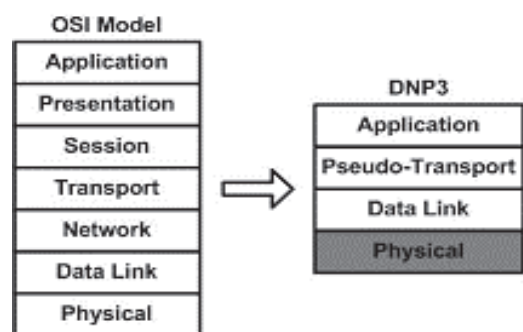 OSI Model
Application
Presentation
Session
Transport
Network
Data Link
Physical
DNP3
Application
Pseudo-Transport
Data Link
Physical